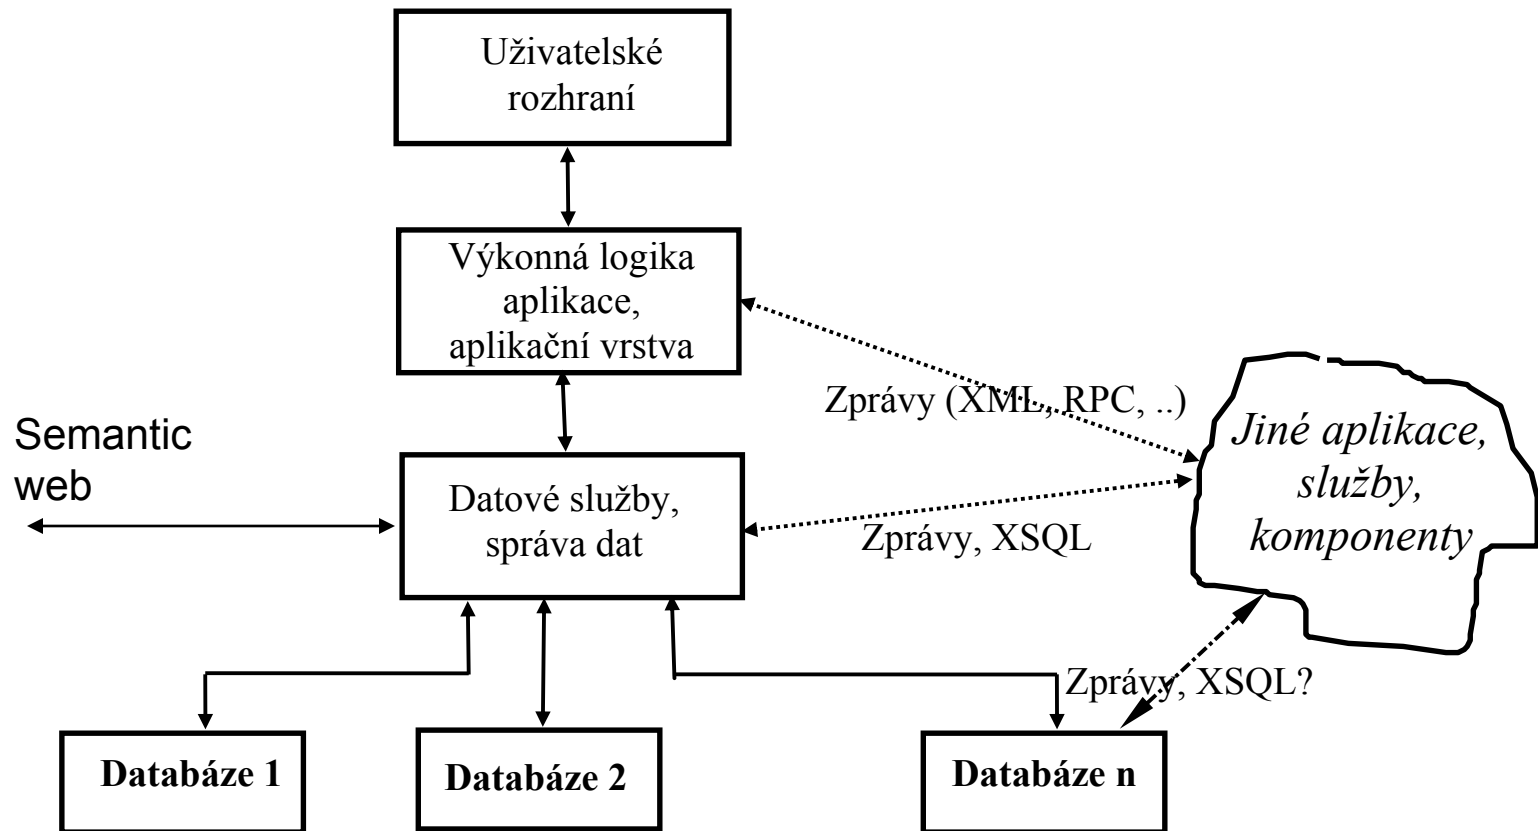 Uživatelské
rozhraní
Výkonná logika
aplikace,
aplikační vrstva
Zprávy (XML, RPC, ..)
Semantic
web
Jiné aplikace,
služby,
komponenty
Datové služby,
správa dat
Zprávy, XSQL
Zprávy, XSQL?
Databáze 1
Databáze 2
Databáze n